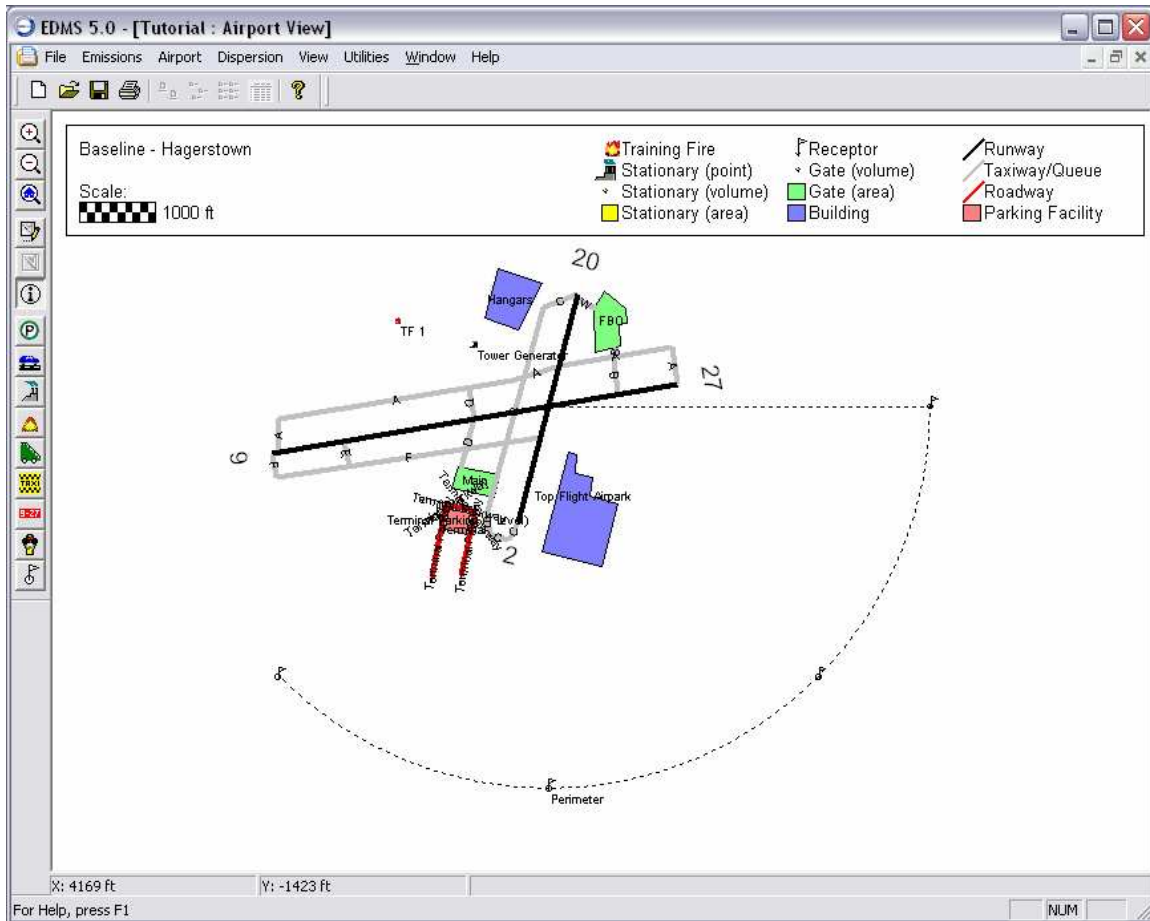 EDMS 5.0 - [Tutorial : Airport View]
File Emissions Airport Dispersion View Utilities Window Help
Baseline - Hagerstown
Scale:
1000 ft
Training Fire
Stationary (point)
Stationary (volume)
Stationary (area)
Receptor
Gate (volume)
Gate (area)
Building
Runway
Taxiway/Queue
Roadway
Parking Facility
20
Hangars
G
W
FBO
TF 1
Tower Generator
A
B
A
27
A
D
D
A
9
F
E
F
Main
Top Flight Airpark
2
Perimeter
TAXI
9-27
X: 4169 ft
Y: -1423 ft
For Help, press F1
NUM